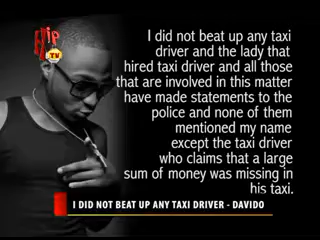 HIP
TV
I did not beat up any taxi
driver and the lady that
hired taxi driver and all those
that are involved in this matter
have made statements to the
police and none of them
mentioned my name
except the taxi driver
who claims that a large
sum of money was missing in
his taxi.
I DID NOT BEAT UP ANY TAXI DRIVER - DAVIDO